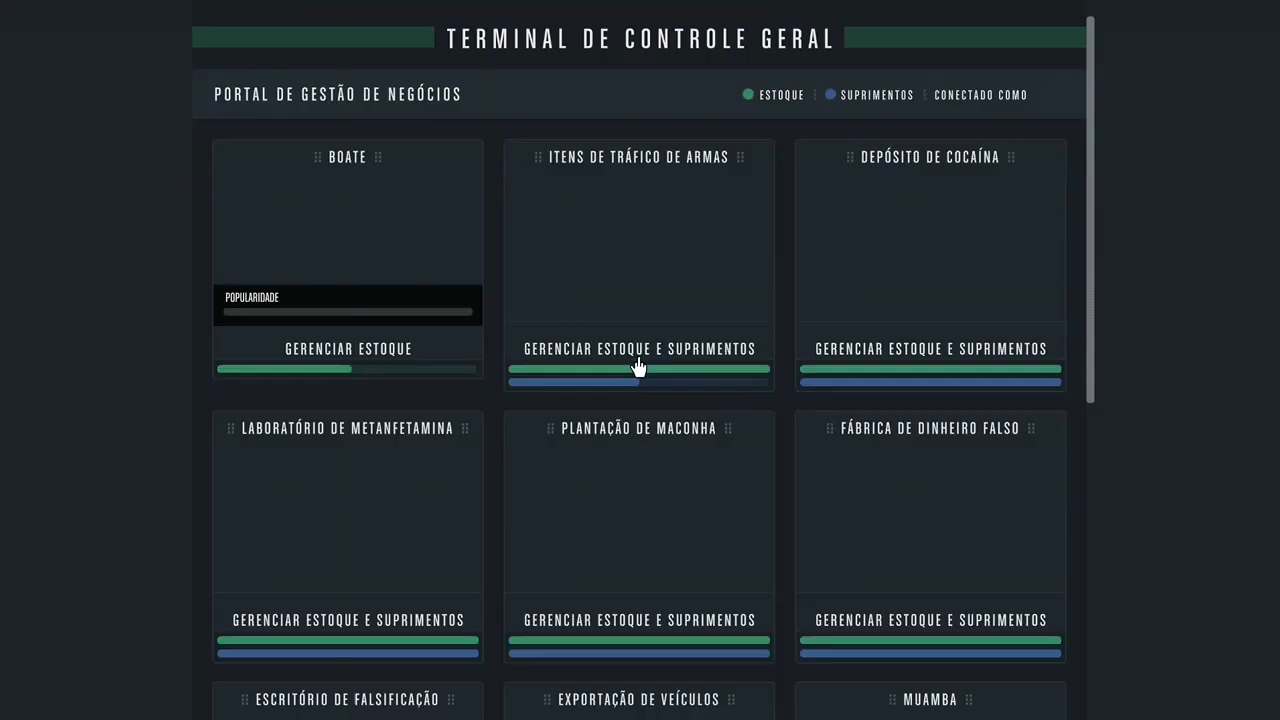 TERMINAL DE CONTROLE GERAL
PORTAL DE GESTÃO DE NEGÓCIOS
ESTOQUE
SUPRIMENTOS
CONECTADO COMO
BOATE
ITENS DE TRÁFICO DE ARMAS
DEPÓSITO DE COCAÍNA
POPULARIDADE
GERENCIAR ESTOQUE
GERENCIAR ESTOQUE E SUPRIMENTOS
GERENCIAR ESTOQUE E SUPRIMENTOS
LABORATÓRIO DE METANFETAMINA
PLANTAÇÃO DE MACONHA
FÁBRICA DE DINHEIRO FALSO
GERENCIAR ESTOQUE E SUPRIMENTOS
GERENCIAR ESTOQUE E SUPRIMENTOS
GERENCIAR ESTOQUE E SUPRIMENTOS
ESCRITÓRIO DE FALSIFICAÇÃO
EXPORTAÇÃO DE VEÍCULOS
MUAMBA